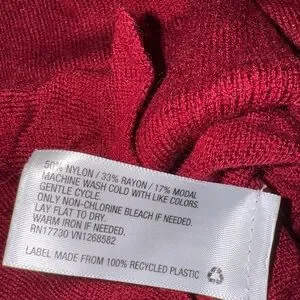 50% NYLON / 33% RAYON / 17% MODAL
MACHINE WASH COLD WITH LIKE COLORS.
GENTLE CYCLE.
ONLY NON-CHLORINE BLEACH IF NEEDED.
LAY FLAT TO DRY.
WARM IRON IF NEEDED.
RN17730 VN1268582
LABEL MADE FROM 100% RECYCLED PLASTIC